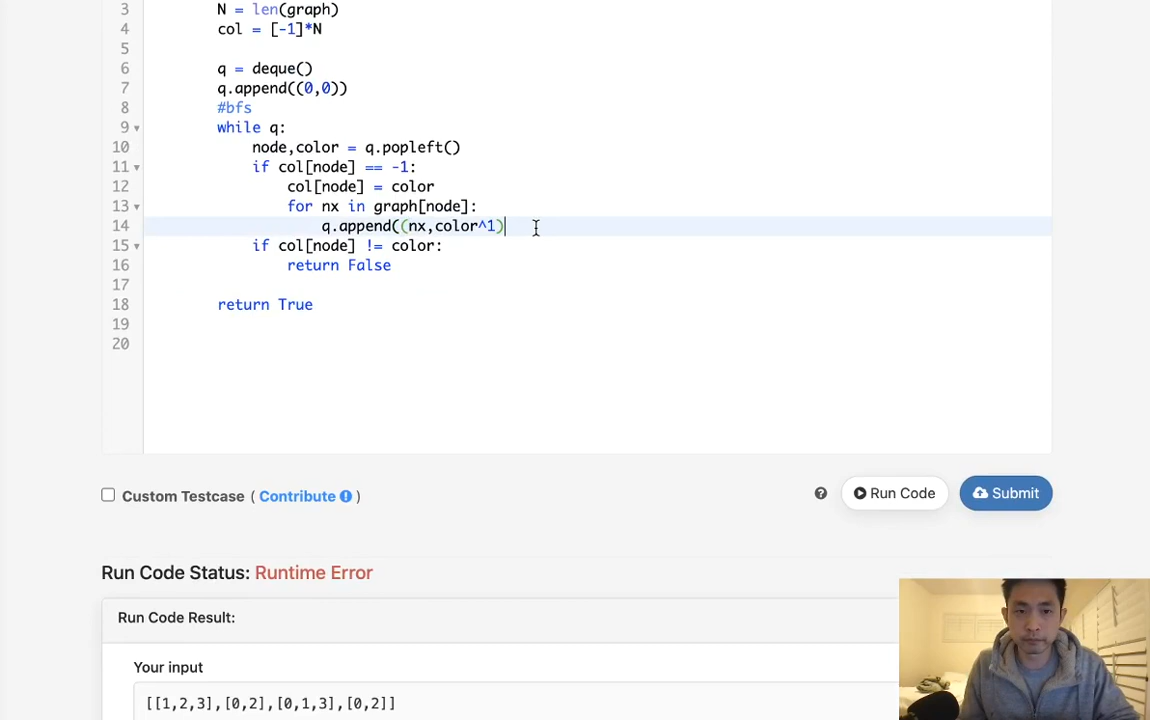 3 N = len(graph)
4 col = [-1]*N
5
6 q = deque()
7 q.append((0,0))
8 #bfs
9 while q:
10 node,color = q.popleft()
11 if col[node] == -1:
12 col[node] = color
13 for nx in graph[node]:
14 q.append((nx,color^1)
15 if col[node] != color:
16 return False
17
18 return True
19
20
Custom Testcase ( Contribute )
? Run Code Submit
Run Code Status: Runtime Error
Run Code Result:
Your input
[[1,2,3],[0,2],[0,1,3],[0,2]]